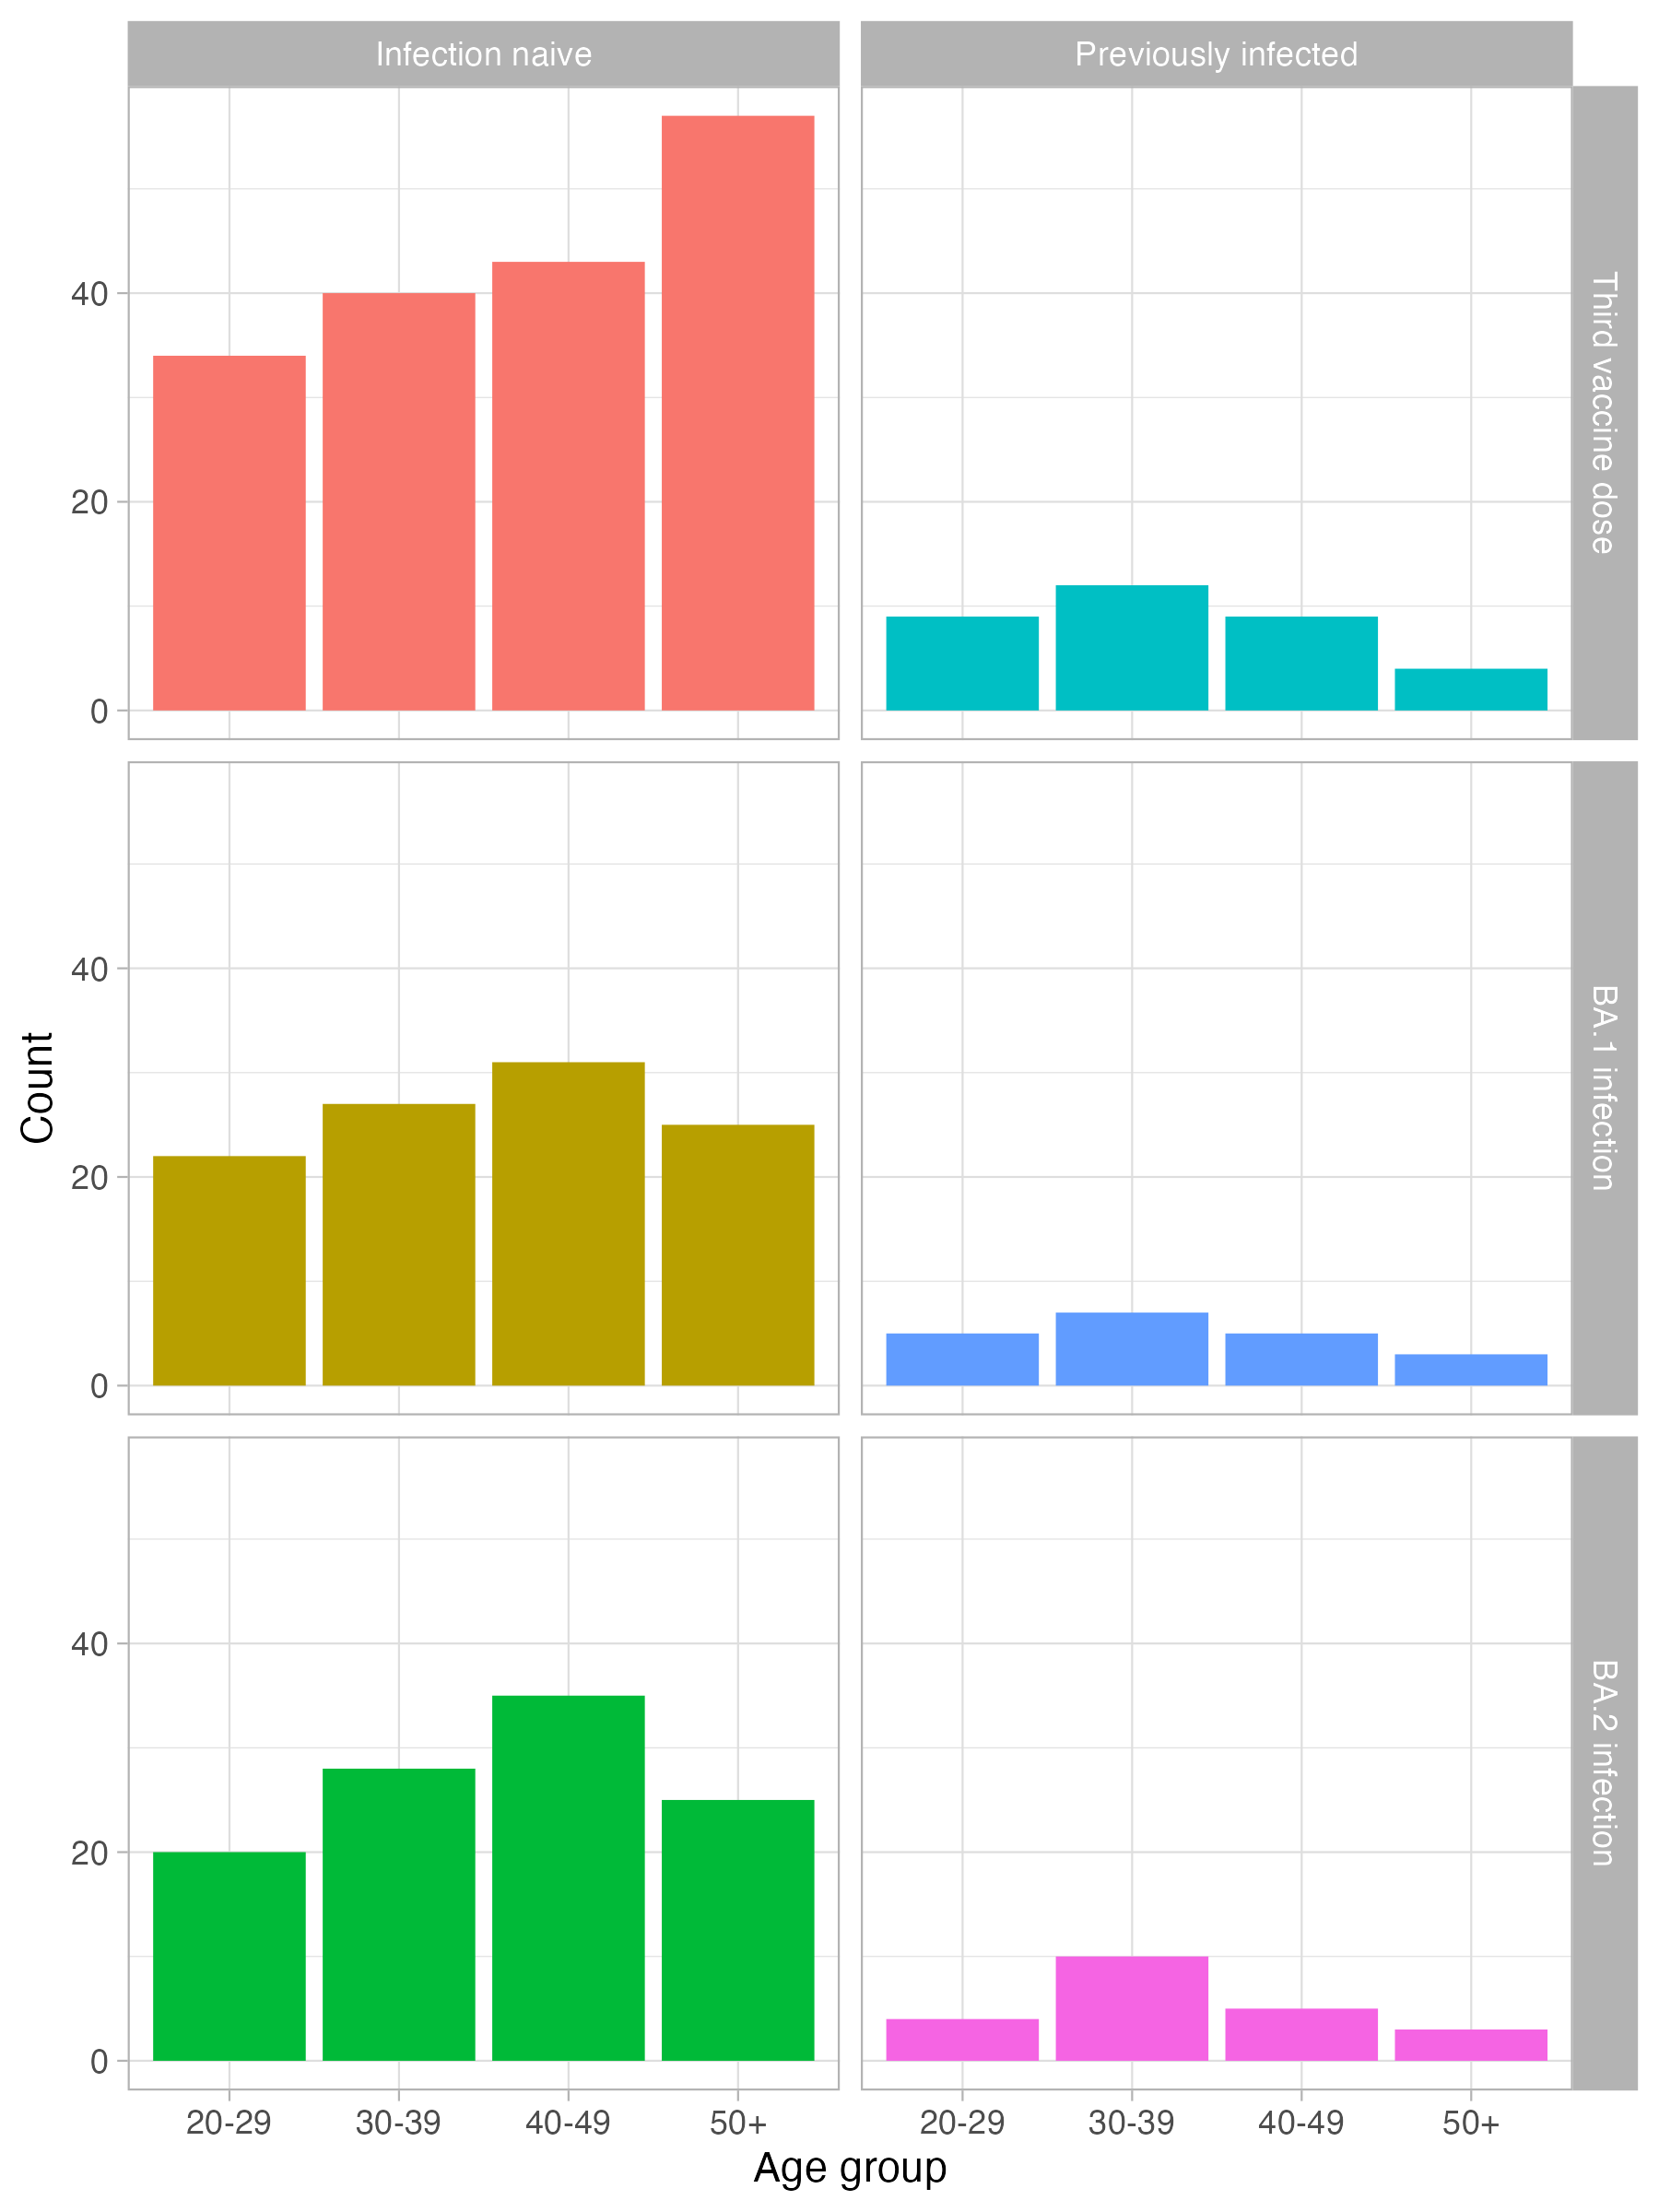 Infection naive
Previously infected
Third vaccine dose
40
20
0
BA.1 infection
40
20
0
BA.2 infection
40
20
0
Count
20-29
30-39
40-49
50+
20-29
30-39
40-49
50+
Age group